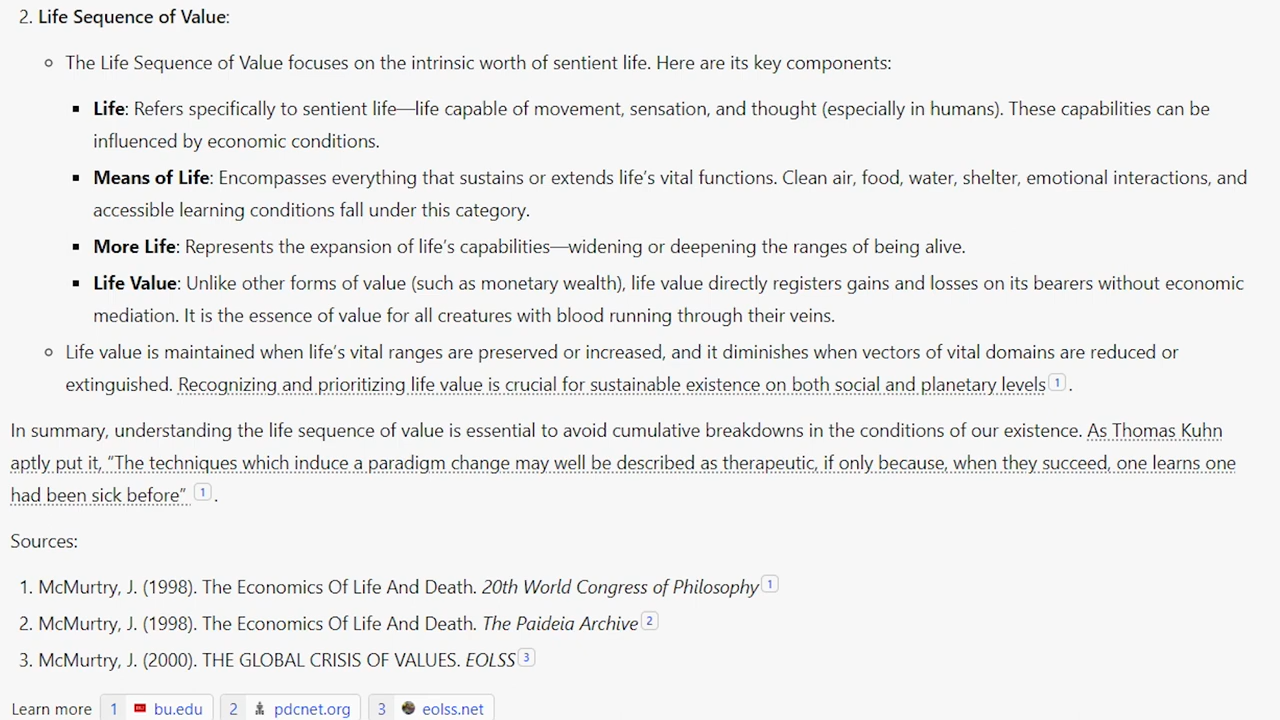 2. Life Sequence of Value:
The Life Sequence of Value focuses on the intrinsic worth of sentient life. Here are its key components:
Life: Refers specifically to sentient life—life capable of movement, sensation, and thought (especially in humans). These capabilities can be
influenced by economic conditions.
Means of Life: Encompasses everything that sustains or extends life's vital functions. Clean air, food, water, shelter, emotional interactions, and
accessible learning conditions fall under this category.
More Life: Represents the expansion of life's capabilities—widening or deepening the ranges of being alive.
Life Value: Unlike other forms of value (such as monetary wealth), life value directly registers gains and losses on its bearers without economic
mediation. It is the essence of value for all creatures with blood running through their veins.
Life value is maintained when life's vital ranges are preserved or increased, and it diminishes when vectors of vital domains are reduced or
extinguished. Recognizing and prioritizing life value is crucial for sustainable existence on both social and planetary levels 1 .
In summary, understanding the life sequence of value is essential to avoid cumulative breakdowns in the conditions of our existence. As Thomas Kuhn
aptly put it, "The techniques which induce a paradigm change may well be described as therapeutic, if only because, when they succeed, one learns one
had been sick before" 1 .
Sources:
1. McMurtry, J. (1998). The Economics Of Life And Death. 20th World Congress of Philosophy 1
2. McMurtry, J. (1998). The Economics Of Life And Death. The Paideia Archive 2
3. McMurtry, J. (2000). THE GLOBAL CRISIS OF VALUES. EOLSS 3
Learn more 1 bu.edu 2 pdcnet.org 3 eolss.net